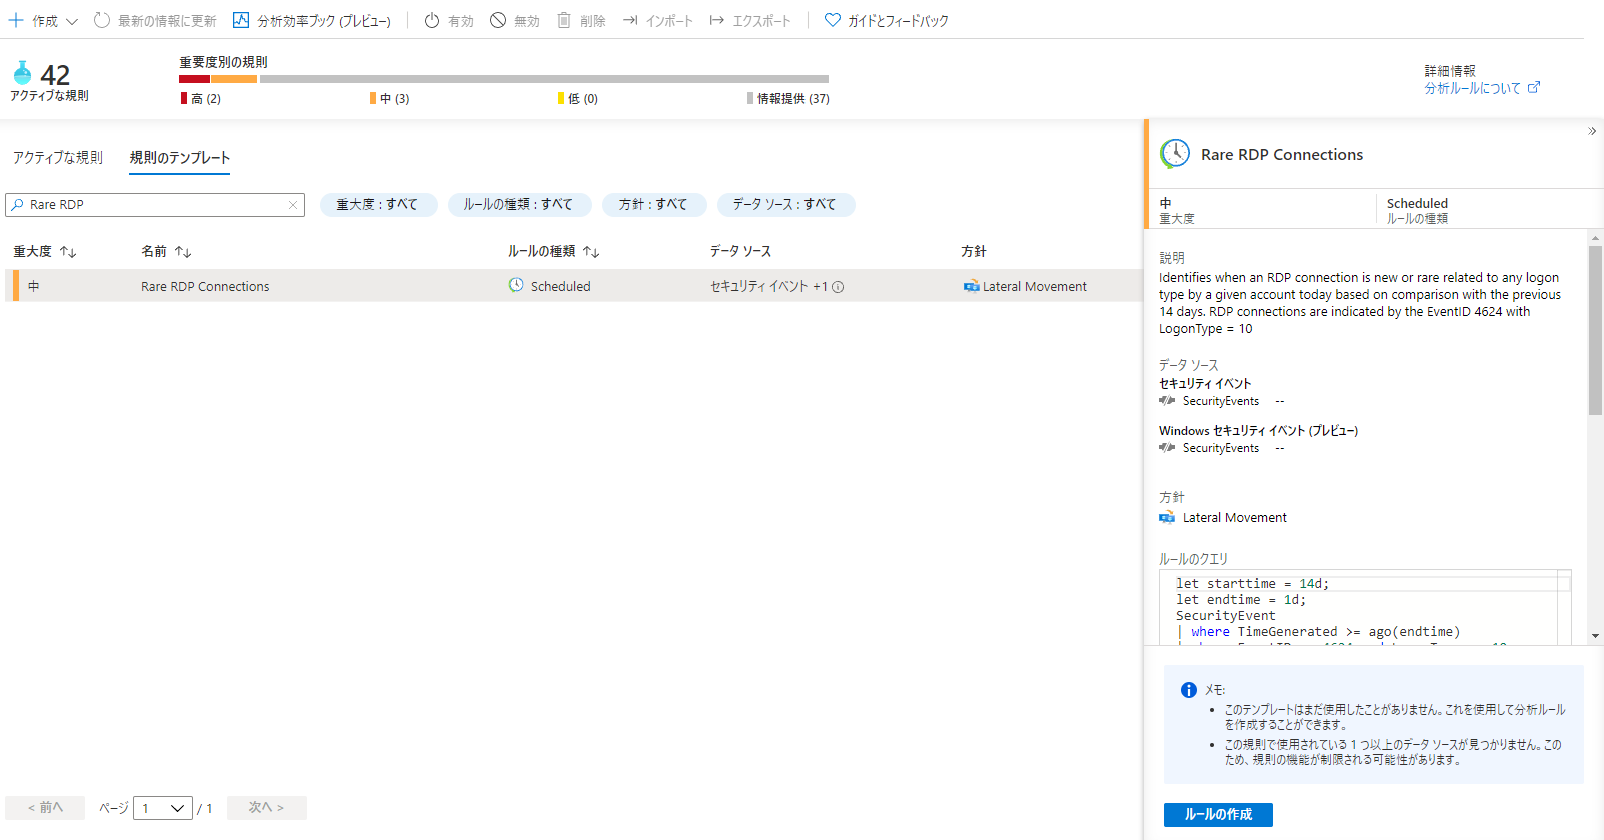 作成 最新の情報に更新 分析効率ブック (プレビュー) 有効 無効 削除 インポート エクスポート ガイドとフィードバック
42
アクティブな規則
重要度別の規則
高 (2) 中 (3) 低 (0) 情報提供 (37)
詳細情報
分析ルールについて
アクティブな規則 規則のテンプレート
Rare RDP
重大度 : すべて ルールの種類 : すべて 方針 : すべて データ ソース : すべて
重大度 ↑↓ 名前 ↑↓ ルールの種類 ↑↓ データ ソース 方針
中 Rare RDP Connections Scheduled セキュリティ イベント +1 Lateral Movement
< 前へ ページ 1 / 1 次へ >
»
Rare RDP Connections
中 Scheduled
重大度 ルールの種類
説明
Identifies when an RDP connection is new or rare related to any logon
type by a given account today based on comparison with the previous
14 days. RDP connections are indicated by the EventID 4624 with
LogonType = 10
データ ソース
セキュリティ イベント
SecurityEvents --
Windows セキュリティ イベント (プレビュー)
SecurityEvents --
方針
Lateral Movement
ルールのクエリ
let starttime = 14d;
let endtime = 1d;
SecurityEvent
| where TimeGenerated >= ago(endtime)
メモ:
• このテンプレートはまだ使用したことがありません。これを使用して分析ルール
を作成することができます。
• この規則で使用されている 1 つ以上のデータ ソースが見つかりません。この
ため、規則の機能が制限される可能性があります。
ルールの作成